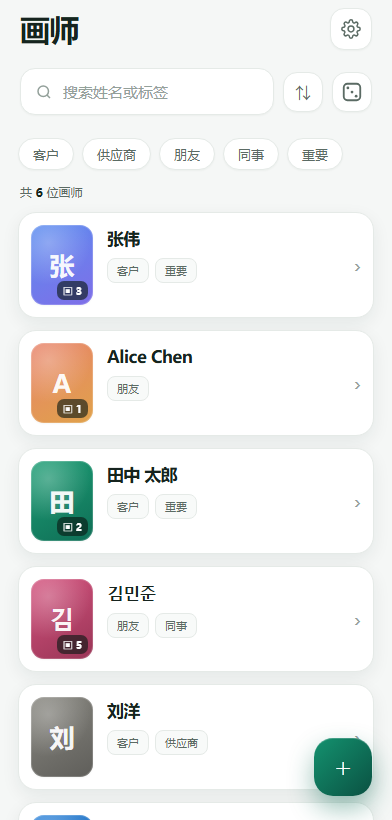 画师
搜索姓名或标签
客户 供应商 朋友 同事 重要
共 6 位画师
张 3
张伟
客户 重要
A 1
Alice Chen
朋友
田 2
田中 太郎
客户 重要
김 5
김민준
朋友 同事
刘
刘洋
客户 供应商